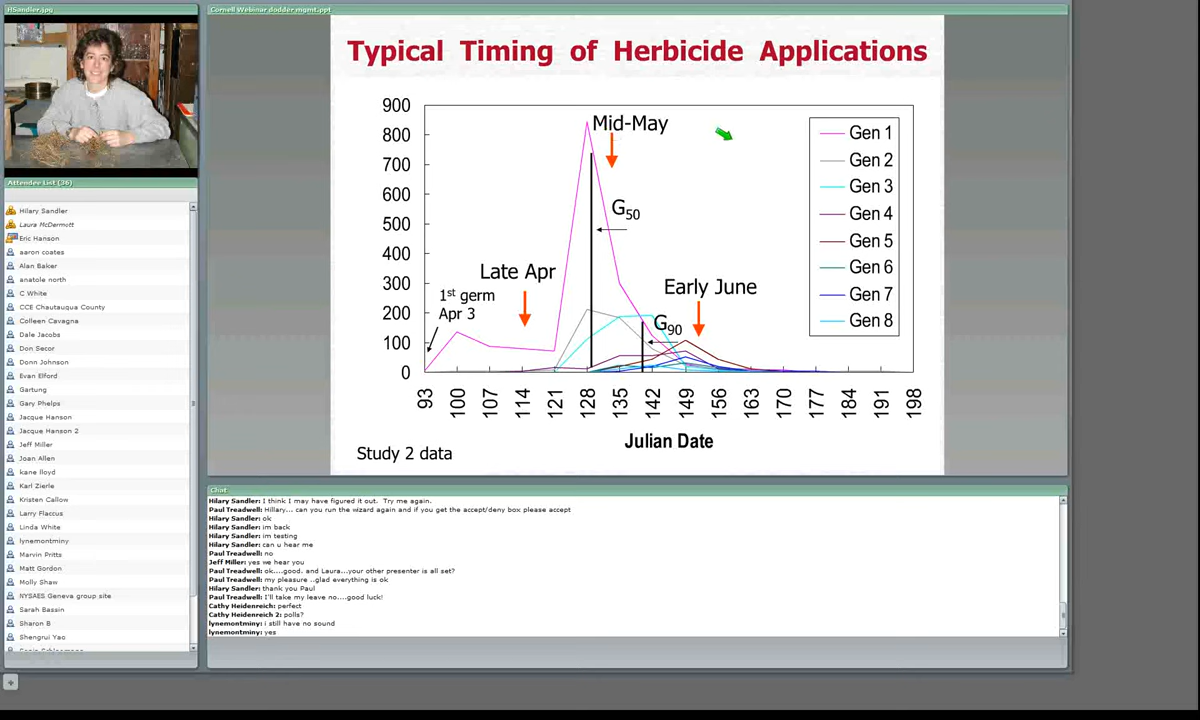 HSandler.jpg
Cornell Webinar dodder mgmt.ppt
Attendee List (36)
Hilary Sandler
Laura McDermott
Eric Hanson
aaron coates
Alan Baker
anatole north
C White
CCE Chautauqua County
Colleen Cavagna
Dale Jacobs
Don Secor
Donn Johnson
Evan Elford
Gartung
Gary Phelps
Jacque Hanson
Jacque Hanson 2
Jeff Miller
Joan Allen
kane lloyd
Karl Zierle
Kristen Callow
Larry Flaccus
Linda White
lynemontminy
Marvin Pritts
Matt Gordon
Molly Shaw
NYSAES Geneva group site
Sarah Bassin
Sharon B
Shengrui Yao
Typical Timing of Herbicide Applications
900
800
700
600
500
400
300
200
100
0
Mid-May
G50
Late Apr
1st germ
Apr 3
Early June
G90
Gen 1
Gen 2
Gen 3
Gen 4
Gen 5
Gen 6
Gen 7
Gen 8
93 100 107 114 121 128 135 142 149 156 163 170 177 184 191 198
Julian Date
Study 2 data
Chat
Hilary Sandler: I think I may have figured it out. Try me again.
Paul Treadwell: Hillary... can you run the wizard again and if you get the accept/deny box please accept
Hilary Sandler: ok
Hilary Sandler: im back
Hilary Sandler: im testing
Hilary Sandler: can u hear me
Paul Treadwell: no
Jeff Miller: yes we hear you
Paul Treadwell: ok....good. and Laura...your other presenter is all set?
Paul Treadwell: my pleasure ..glad everything is ok
Hilary Sandler: thank you Paul
Paul Treadwell: I'll take my leave no....good luck!
Cathy Heidenreich: perfect
Cathy Heidenreich 2: polls?
lynemontminy: i still have no sound
lynemontminy: yes